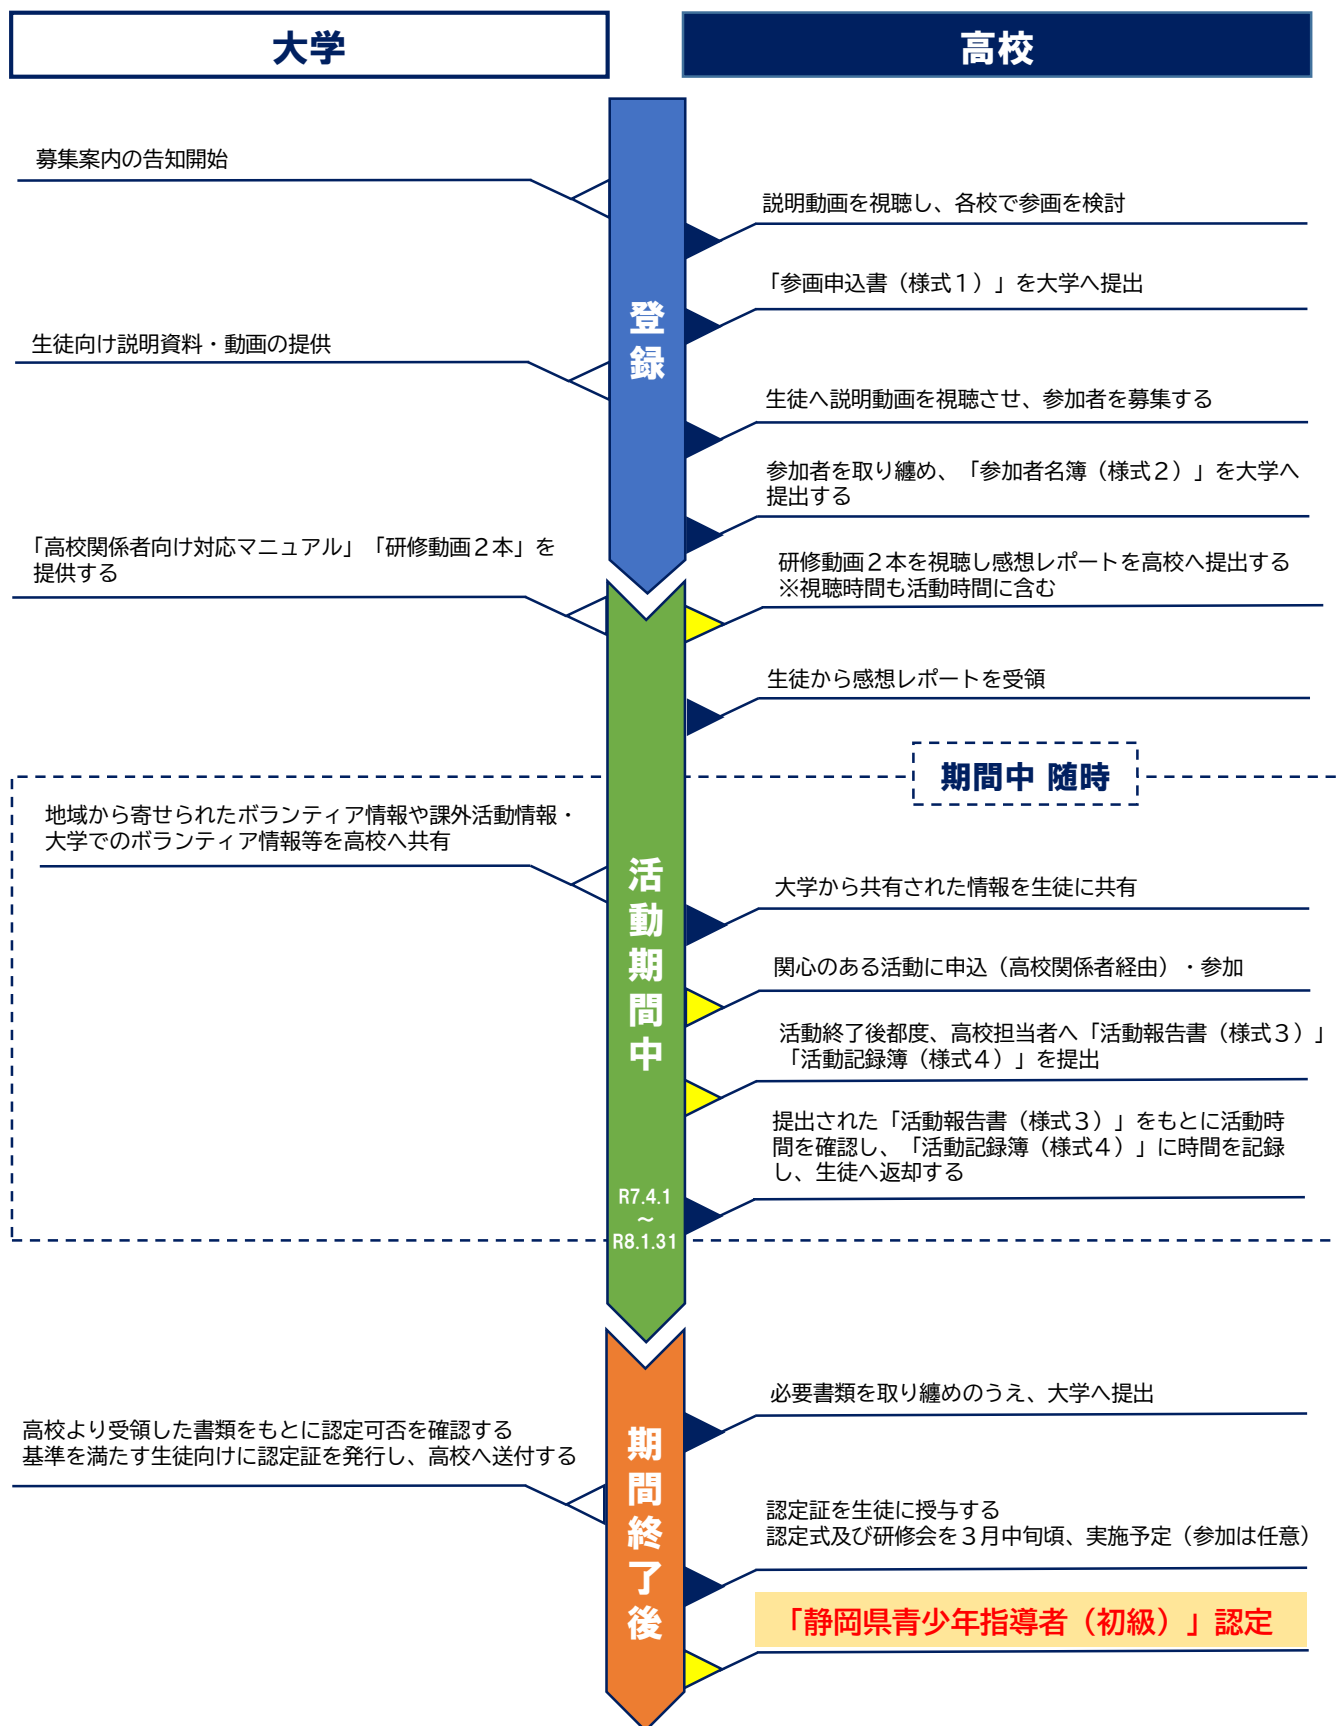 大学
高校
募集案内の告知開始
説明動画を視聴し、各校で参画を検討
「参画申込書（様式１）」を大学へ提出
登録
生徒向け説明資料・動画の提供
生徒へ説明動画を視聴させ、参加者を募集する
参加者を取り纏め、「参加者名簿（様式２）」を大学へ
提出する
「高校関係者向け対応マニュアル」「研修動画２本」を
提供する
研修動画２本を視聴し感想レポートを高校へ提出する
※視聴時間も活動時間に含む
生徒から感想レポートを受領
期間中 随時
地域から寄せられたボランティア情報や課外活動情報・
大学でのボランティア情報等を高校へ共有
活動期間中
大学から共有された情報を生徒に共有
関心のある活動に申込（高校関係者経由）・参加
活動終了後都度、高校担当者へ「活動報告書（様式３）」
「活動記録簿（様式４）」を提出
提出された「活動報告書（様式３）」をもとに活動時
間を確認し、「活動記録簿（様式４）」に時間を記録
し、生徒へ返却する
R7.4.1
～
R8.1.31
必要書類を取り纏めのうえ、大学へ提出
高校より受領した書類をもとに認定可否を確認する
基準を満たす生徒向けに認定証を発行し、高校へ送付する
期間終了後
認定証を生徒に授与する
認定式及び研修会を３月中旬頃、実施予定（参加は任意）
「静岡県青少年指導者（初級）」認定